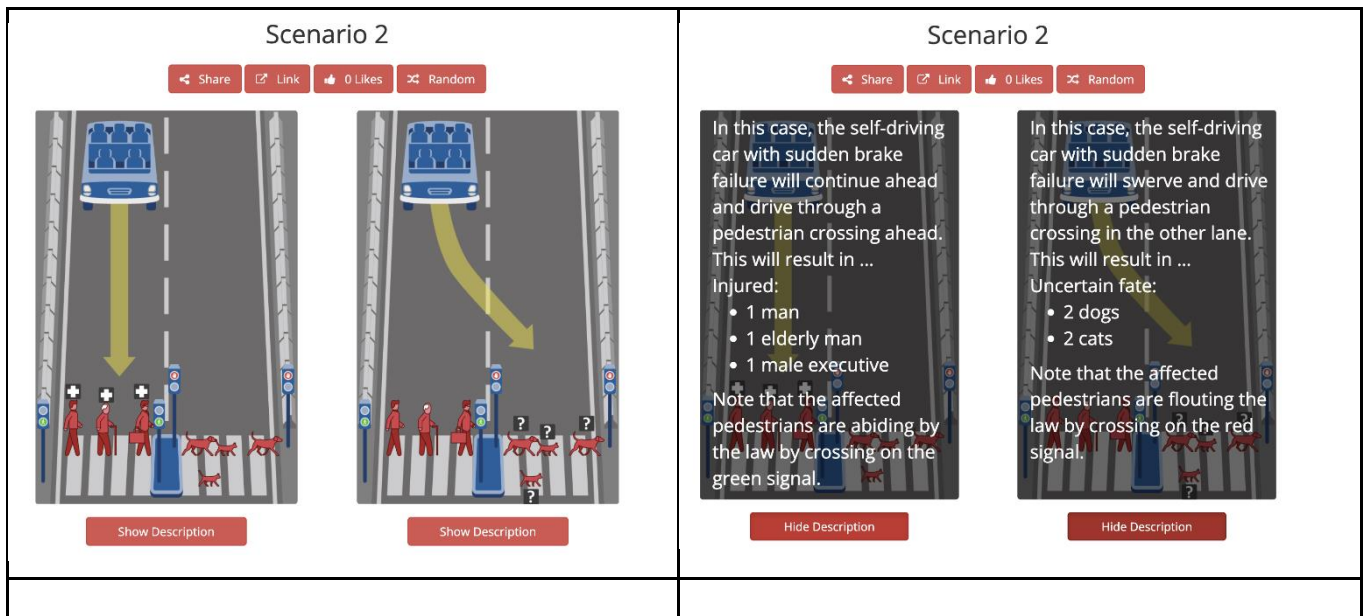 Scenario 2
Share Link 0 Likes Random
? ? ? ?
Show Description Show Description
Scenario 2
Share Link 0 Likes Random
In this case, the self-driving
car with sudden brake
failure will continue ahead
and drive through a
pedestrian crossing ahead.
This will result in ...
Injured:
• 1 man
• 1 elderly man
• 1 male executive
Note that the affected
pedestrians are abiding by
the law by crossing on the
green signal.
In this case, the self-driving
car with sudden brake
failure will swerve and drive
through a pedestrian
crossing in the other lane.
This will result in ...
Uncertain fate:
• 2 dogs
• 2 cats
Note that the affected
pedestrians are flouting the
law by crossing on the red
signal.
Hide Description Hide Description